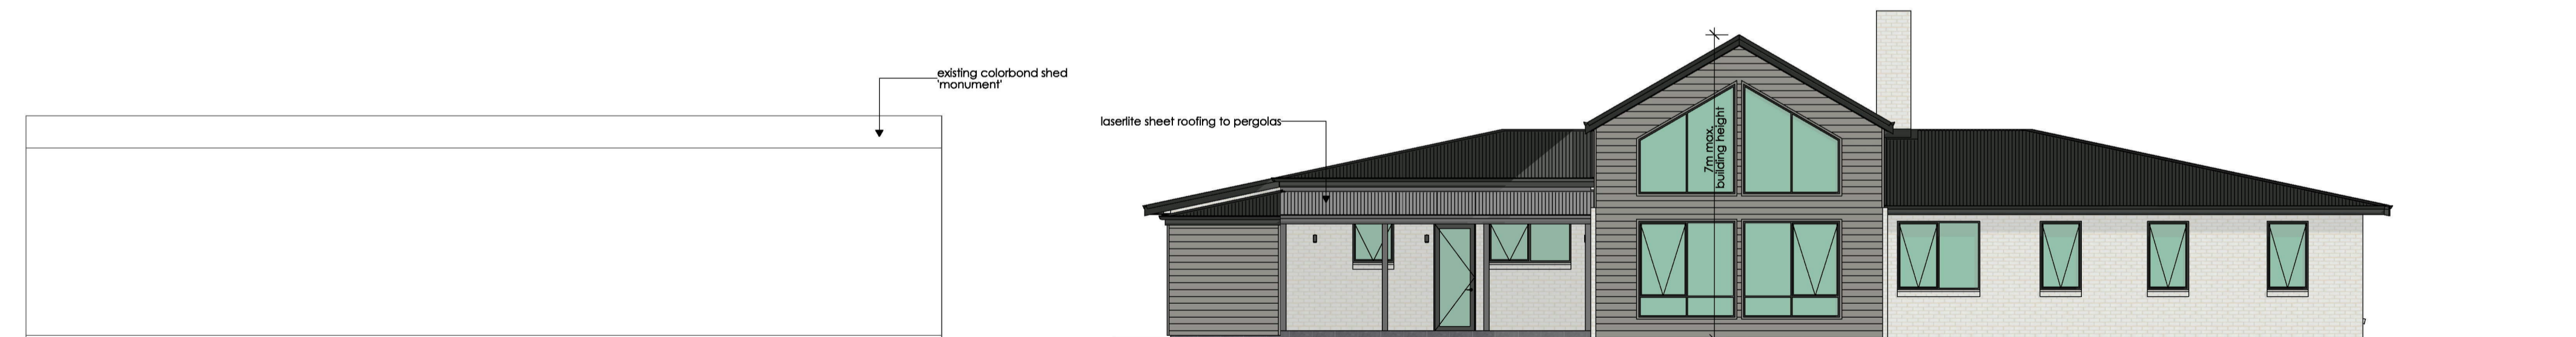 existing colorbond shed
'monument'
laserlite sheet roofing to pergolas
7m max.
building height